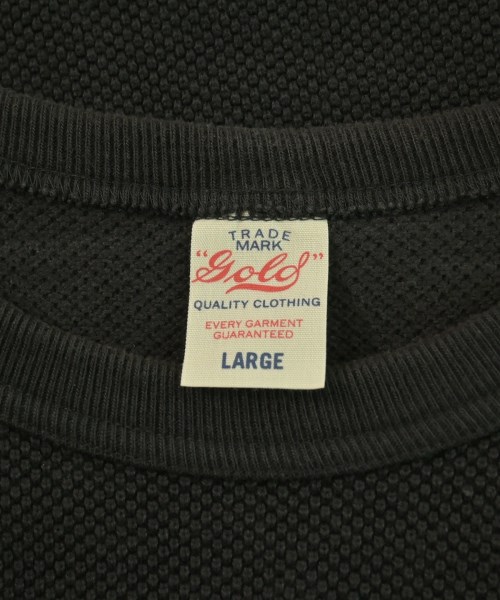 TRADE
MARK
"Gold"
QUALITY CLOTHING
EVERY GARMENT
GUARANTEED
LARGE